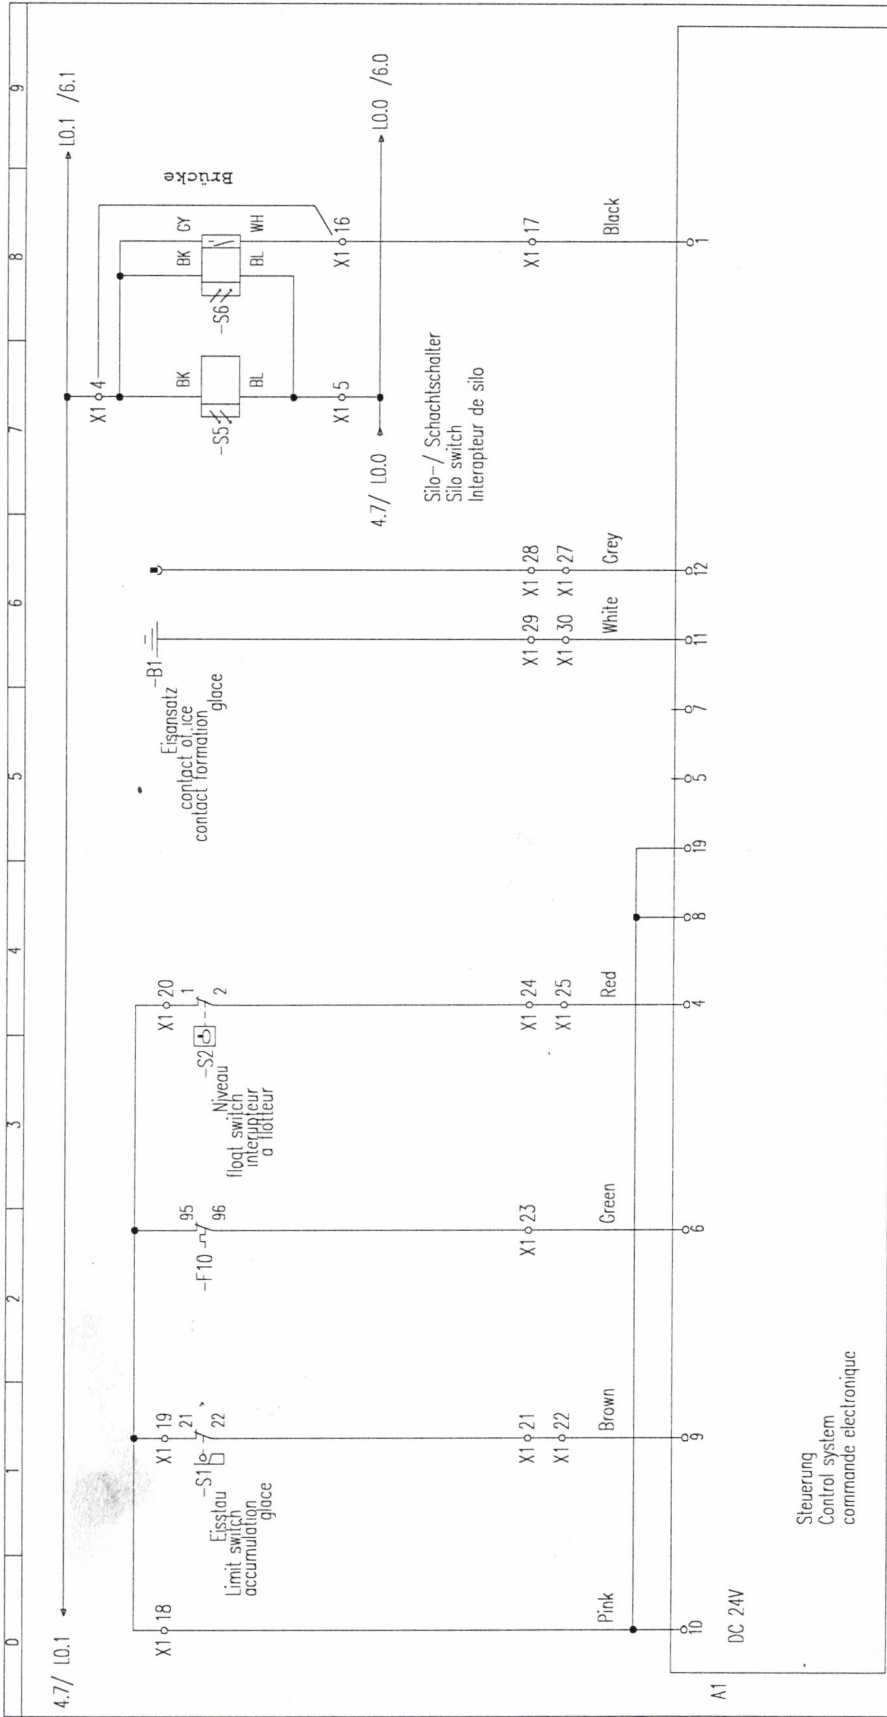 0 1 2 3 4 5 6 7 8 9
4.7/ L0.1
L0.1 /6.1
X1 18
X1 19
21
22
-S1
Eisstau
Limit switch
accumulation
glace
X1 21
X1 22
Brown
Pink
95
96
-F10
X1 23
Green
X1 20
1
2
-S2
Niveau
float switch
interupteur
a flotteur
X1 24
X1 25
Red
-B1
Eisansatz
contact of ice
contact formation
glace
X1 29
X1 30
White
X1 28
X1 27
Grey
X1 4
-S5
BK
BL
X1 5
4.7/ L0.0
L0.0 /6.0
-S6
BK
BL
GY
WH
Brücke
X1 16
X1 17
Black
Silo-/ Schachtschalter
Silo switch
Interapteur de silo
10 9 6 4 8 19 5 7 11 12 1
DC 24V
A1
Steuerung
Control system
commande electronique